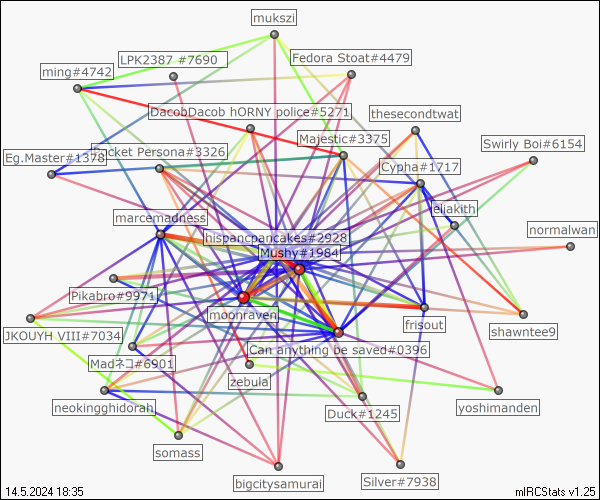 mukszi
LPK2387 #7690
Fedora Stoat#4479
ming#4742
DacobDacob hORNY police#5271
thesecondtwat
Majestic#3375
Swirly Boi#6154
Eg.Master#1378
ocket Persona#3326
Cypha#1717
eliakith
marcemadness
normalwan
hispancpancakes#2928
Mushy#1984
Pikabro#9971
moonraven
frisout
shawntee9
JKOUYH VIII#7034
Can anything be saved#0396
Madネコ#6901
zebula
yoshimanden
neokingghidorah
Duck#1245
somass
bigcitysamurai
Silver#7938
14.5.2024 18:35
mIRCStats v1.25